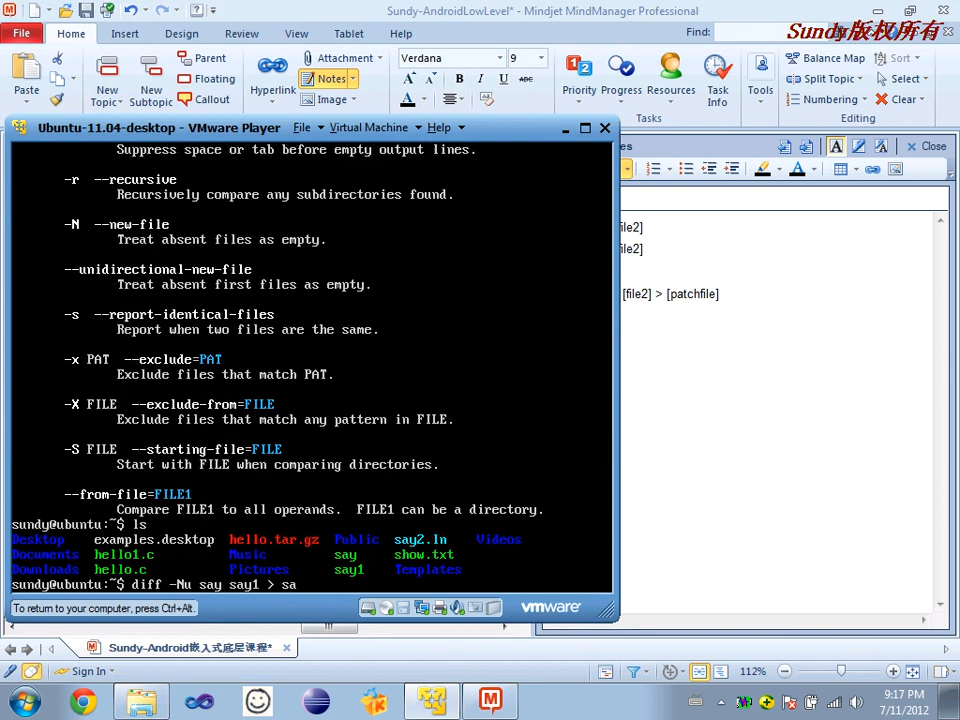 Sundy-AndroidLowLevel* - Mindjet MindManager Professional
File Home Insert Design Review View Tablet Help Find:
Sundy版权所有
Paste
New Topic
New Subtopic
Parent
Floating
Callout
Hyperlink
Attachment
Notes
Image
Verdana 9
B I U ABC
Priority
Progress
Resources
Task Info
Tasks
Tools
Balance Map
Split Topic
Numbering
Sort
Select
Clear
Editing
Ubuntu-11.04-desktop - VMware Player File Virtual Machine Help
es
Close
Suppress space or tab before empty output lines.
-r --recursive
Recursively compare any subdirectories found.
-N --new-file
Treat absent files as empty.
--unidirectional-new-file
Treat absent first files as empty.
-s --report-identical-files
Report when two files are the same.
-x PAT --exclude=PAT
Exclude files that match PAT.
-X FILE --exclude-from=FILE
Exclude files that match any pattern in FILE.
-S FILE --starting-file=FILE
Start with FILE when comparing directories.
--from-file=FILE1
Compare FILE1 to all operands. FILE1 can be a directory.
sundy@ubuntu:~$ ls
Desktop examples.desktop hello.tar.gz Public say2.ln Videos
Documents hello1.c Music say show.txt
Downloads hello.c Pictures say1 Templates
sundy@ubuntu:~$ diff -Nu say say1 > sa
file2]
file2]
[file2] > [patchfile]
To return to your computer, press Ctrl+Alt.
vmware
Sundy-Android嵌入式底层课程*
Sign In
112%
9:17 PM
7/11/2012